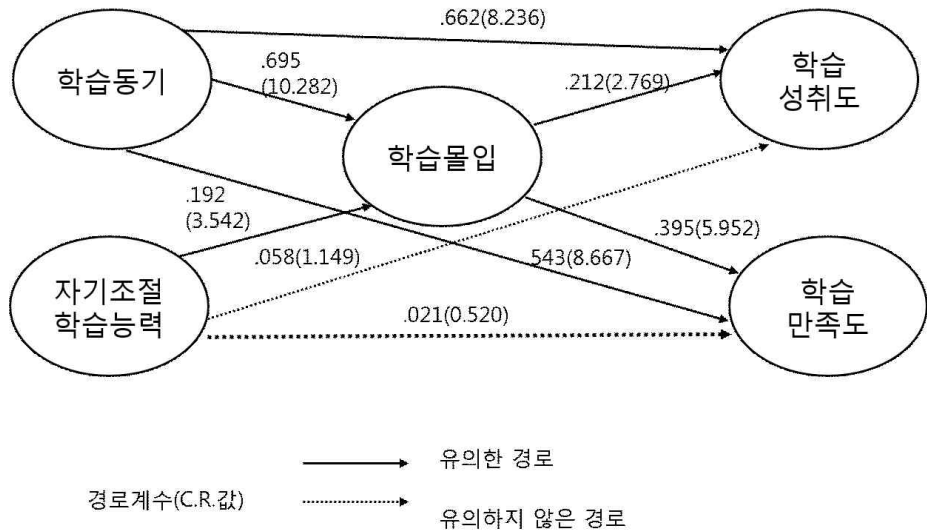 .662(8.236)
학습동기
.695
(10.282)
학습
성취도
.212(2.769)
학습몰입
.192
(3.542)
.395(5.952)
.058(1.149)
.543(8.667)
자기조절
학습능력
.021(0.520)
학습
만족도
유의한 경로
경로계수(C.R.값)
유의하지 않은 경로